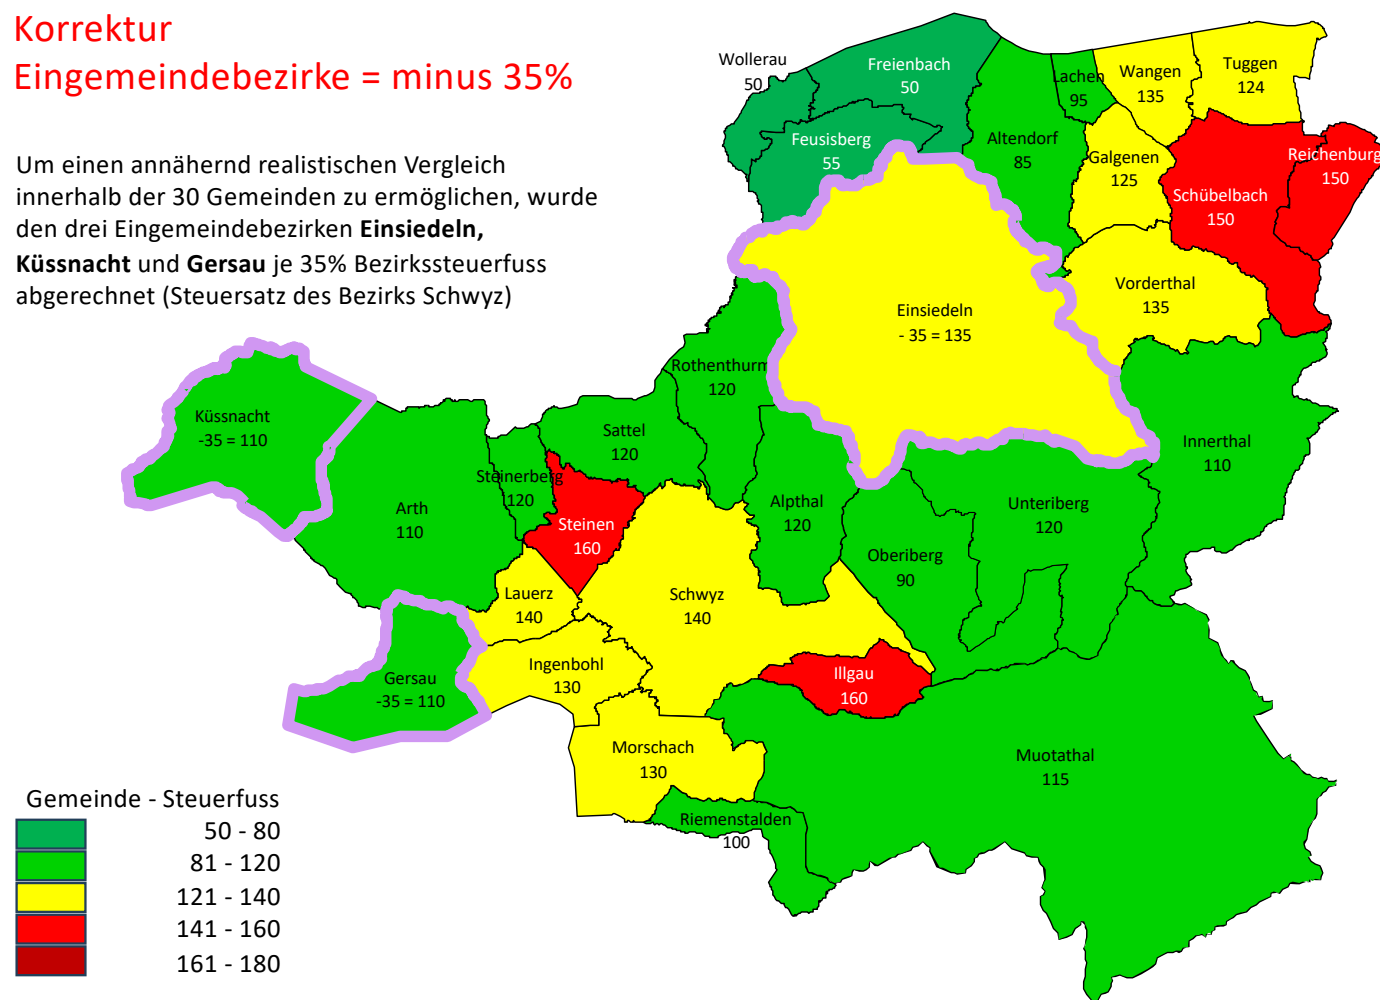 Korrektur
Eingemeindebezirke = minus 35%
Um einen annähernd realistischen Vergleich
innerhalb der 30 Gemeinden zu ermöglichen, wurde
den drei Eingemeindebezirken Einsiedeln,
Küssnacht und Gersau je 35% Bezirkssteuerfuss
abgerechnet (Steuersatz des Bezirks Schwyz)
Wollerau
50
Freienbach
50
Feusisberg
55
Altendorf
85
Lachen
95
Wangen
135
Tuggen
124
Galgenen
125
Schübelbach
150
Reichenburg
150
Vorderthal
135
Einsiedeln
- 35 = 135
Innerthal
110
Rothenthurm
120
Küssnacht
-35 = 110
Arth
110
Steinerberg
120
Sattel
120
Steinen
160
Alpthal
120
Oberiberg
90
Unteriberg
120
Lauerz
140
Schwyz
140
Ingenbohl
130
Gersau
-35 = 110
Illgau
160
Morschach
130
Muotathal
115
Riemenstalden
100
Gemeinde - Steuerfuss
50 - 80
81 - 120
121 - 140
141 - 160
161 - 180